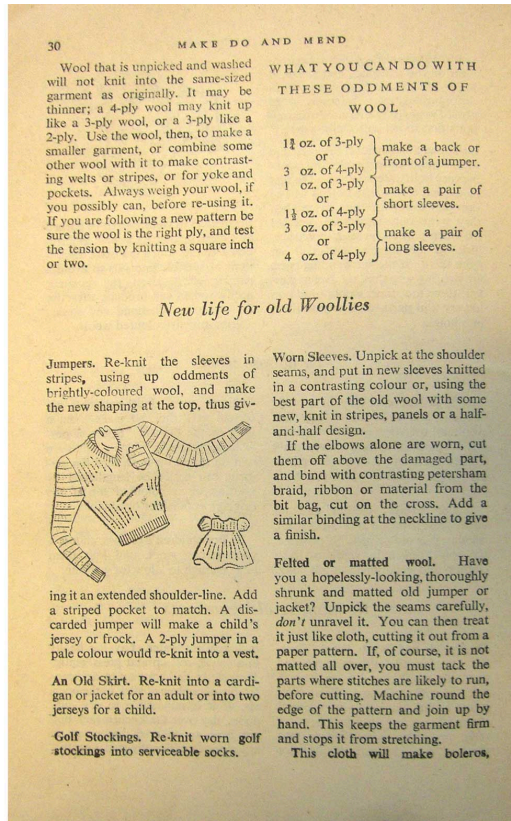 30
MAKE DO AND MEND
Wool that is unpicked and washed
will not knit into the same-sized
garment as originally. It may be
thinner; a 4-ply wool may knit up
like a 3-ply wool, or a 3-ply like a
2-ply. Use the wool, then, to make a
smaller garment, or combine some
other wool with it to make contrast-
ing welts or stripes, or for yoke and
pockets. Always weigh your wool, if
you possibly can, before re-using it.
If you are following a new pattern be
sure the wool is the right ply, and test
the tension by knitting a square inch
or two.
WHAT YOU CAN DO WITH
THESE ODDMENTS OF
WOOL
1¾ oz. of 3-ply
or
3 oz. of 4-ply
make a back or
front of a jumper.
1 oz. of 3-ply
or
1½ oz. of 4-ply
make a pair of
short sleeves.
3 oz. of 3-ply
or
4 oz. of 4-ply
make a pair of
long sleeves.
New life for old Woollies
Jumpers. Re-knit the sleeves in
stripes, using up oddments of
brightly-coloured wool, and make
the new shaping at the top, thus giv-
ing it an extended shoulder-line. Add
a striped pocket to match. A dis-
carded jumper will make a child's
jersey or frock. A 2-ply jumper in a
pale colour would re-knit into a vest.
An Old Skirt. Re-knit into a cardi-
gan or jacket for an adult or into two
jerseys for a child.
Golf Stockings. Re-knit worn golf
stockings into serviceable socks.
Worn Sleeves. Unpick at the shoulder
seams, and put in new sleeves knitted
in a contrasting colour or, using the
best part of the old wool with some
new, knit in stripes, panels or a half-
and-half design.
If the elbows alone are worn, cut
them off above the damaged part,
and bind with contrasting petersham
braid, ribbon or material from the
bit bag, cut on the cross. Add a
similar binding at the neckline to give
a finish.
Felted or matted wool. Have
you a hopelessly-looking, thoroughly
shrunk and matted old jumper or
jacket? Unpick the seams carefully,
don't unravel it. You can then treat
it just like cloth, cutting it out from a
paper pattern. If, of course, it is not
matted all over, you must tack the
parts where stitches are likely to run,
before cutting. Machine round the
edge of the pattern and join up by
hand. This keeps the garment firm
and stops it from stretching.
This cloth will make boleros,